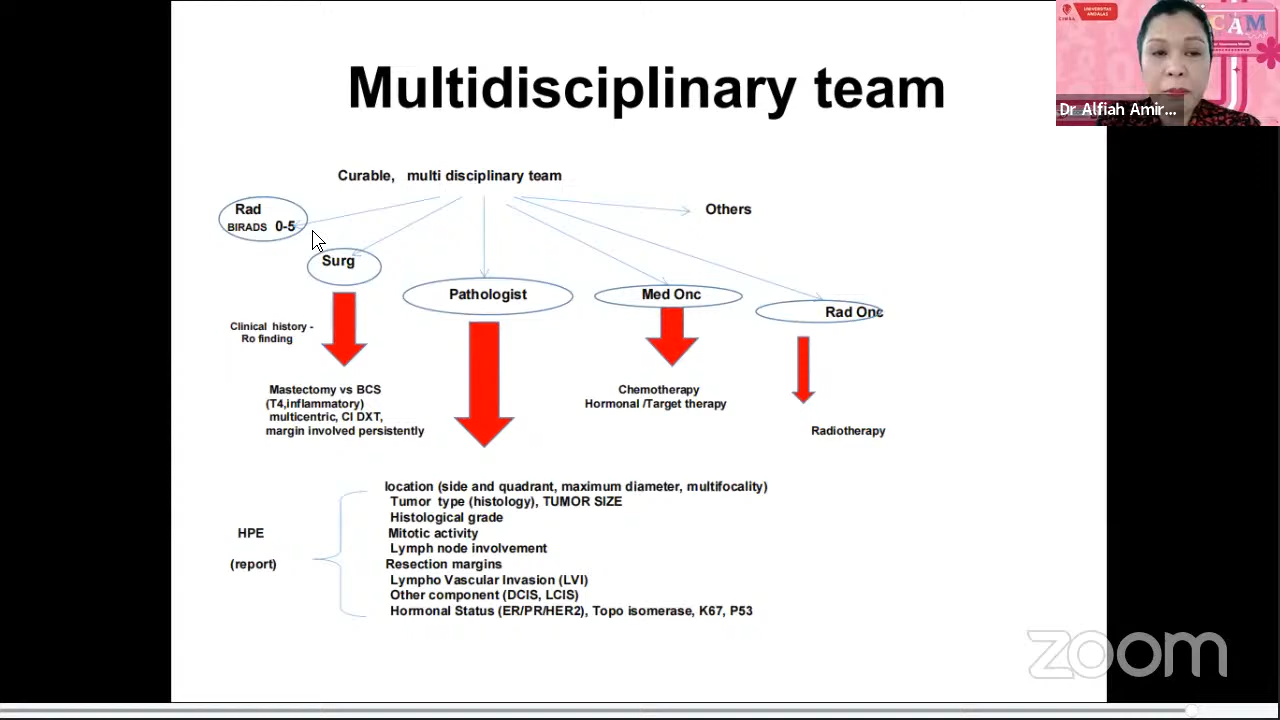 Multidisciplinary team
UNIVERSITAS
ANDALAS
CAM
Dr Alfiah Amir...
Curable, multi disciplinary team
Rad
BIRADS 0-5
Others
Surg
Pathologist
Med Onc
Rad Onc
Clinical history -
Ro finding
Mastectomy vs BCS
(T4,inflammatory)
multicentric, CI DXT,
margin involved persistently
Chemotherapy
Hormonal /Target therapy
Radiotherapy
HPE
(report)
location (side and quadrant, maximum diameter, multifocality)
Tumor type (histology), TUMOR SIZE
Histological grade
Mitotic activity
Lymph node involvement
Resection margins
Lympho Vascular Invasion (LVI)
Other component (DCIS, LCIS)
Hormonal Status (ER/PR/HER2), Topo isomerase, K67, P53
zoom